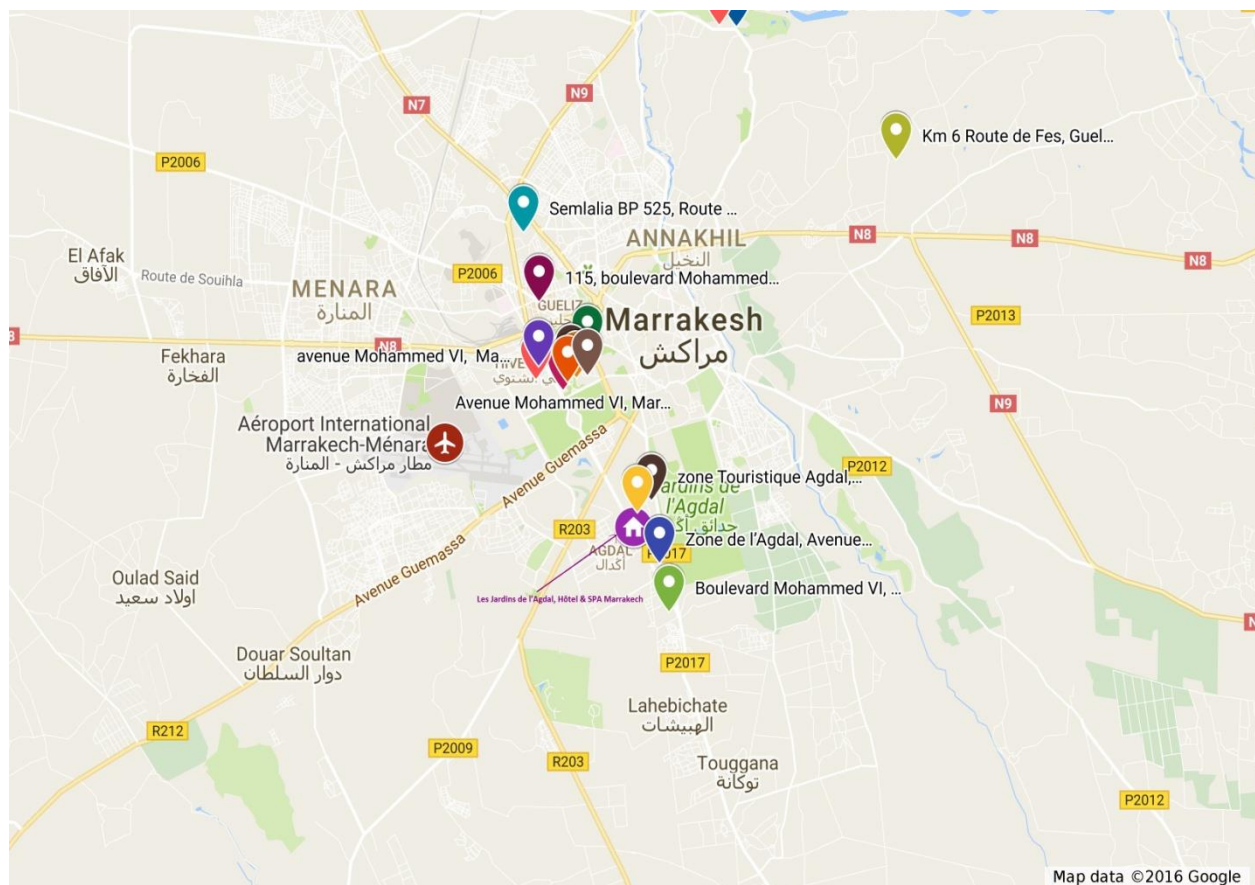 N7
N9
Km 6 Route de Fes, Guel...
P2006
Semlalia BP 525, Route ...
ANNAKHIL
النخيل
N8
N8
N8
El Afak
الآفاق
Route de Souihla
P2006
115, boulevard Mohammed...
MENARA
المنارة
GUELIZ
P2013
Marrakesh
مراكش
N8
avenue Mohammed VI, Ma...
Fekhara
الفخارة
Avenue Mohammed VI, Mar...
N9
Aéroport International
Marrakech-Ménara
مطار مراكش - المنارة
Avenue Guemassa
P2012
zone Touristique Agdal,...
Jardins de
l'Agdal
R203
Zone de l'Agdal, Avenue...
AGDAL
أكدال
P2017
Avenue Guemassa
Oulad Said
اولاد سعيد
Les Jardins de l'Agdal, Hôtel & SPA Marrakech
Boulevard Mohammed VI, ...
Douar Soultan
دوار السلطان
P2017
Lahebichate
الهبيشات
R212
P2009
R203
Touggana
توكانة
P2012
Map data ©2016 Google